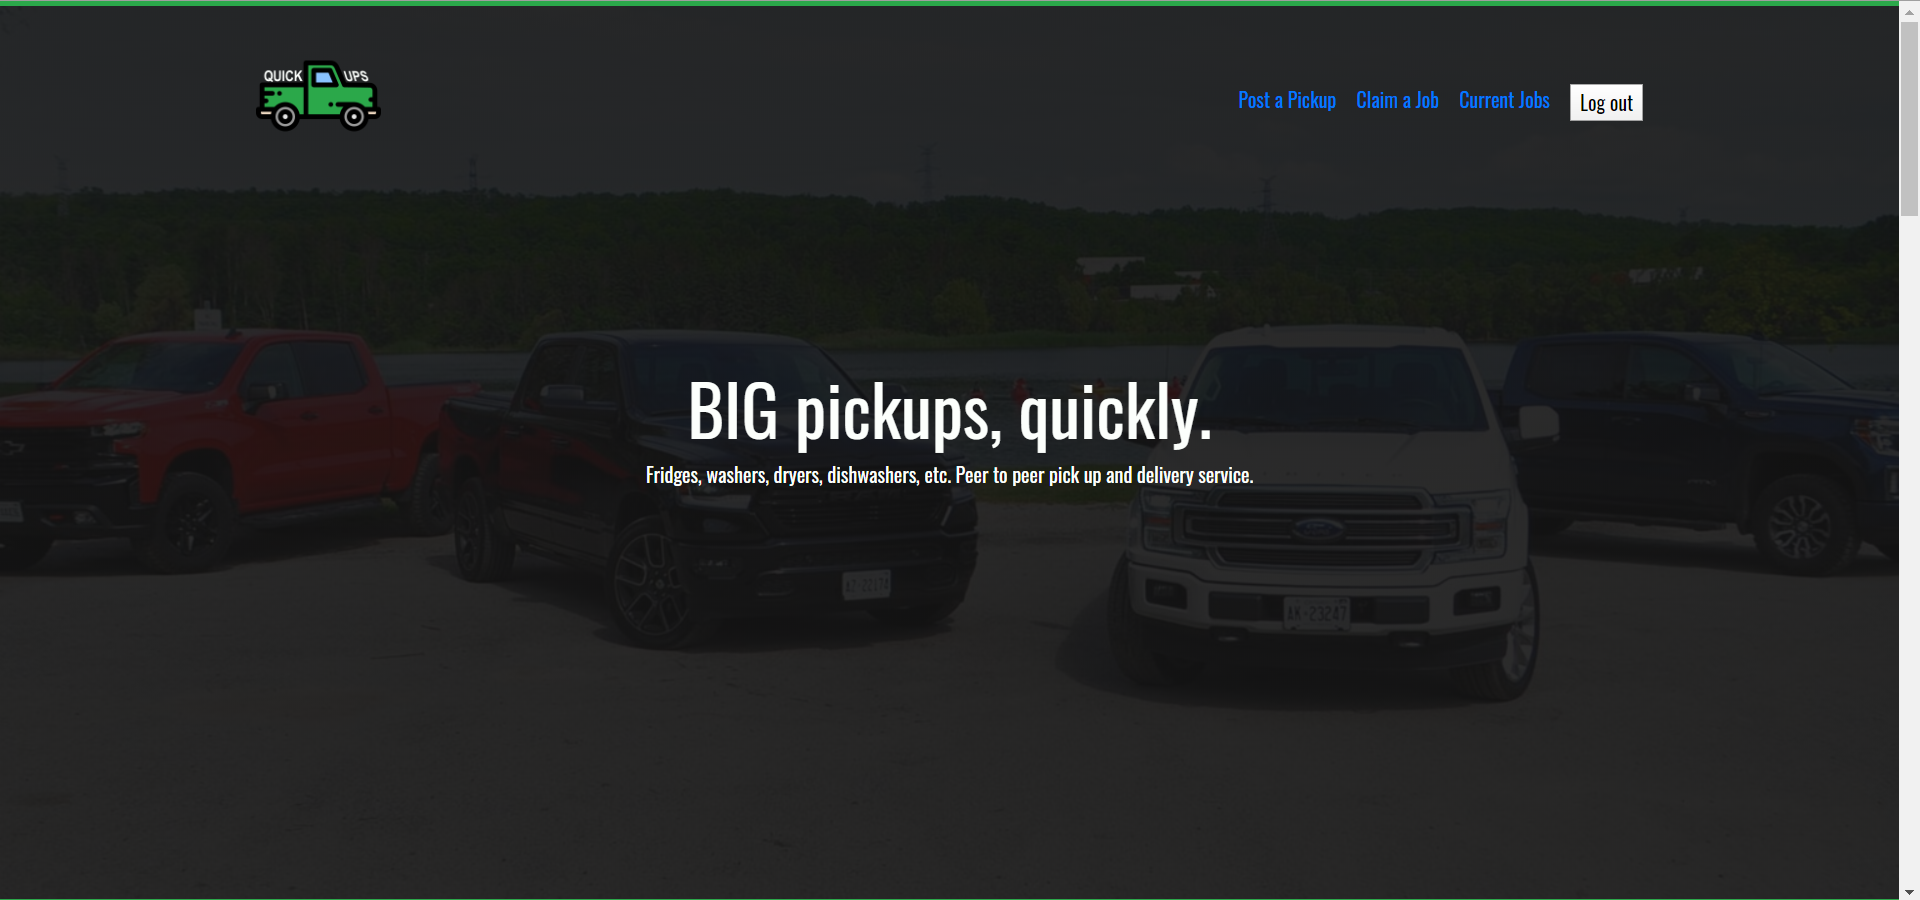 QUICK UPS
Post a Pickup Claim a Job Current Jobs Log out
BIG pickups, quickly.
Fridges, washers, dryers, dishwashers, etc. Peer to peer pick up and delivery service.
AK-23247